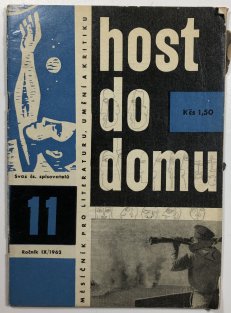 host
do
domu
Kčs 1,50
MĚSÍČNÍK PRO LITERATURU, UMĚNÍ A KRITIKU
Svaz čs. spisovatelů
11
Ročník IX/1962